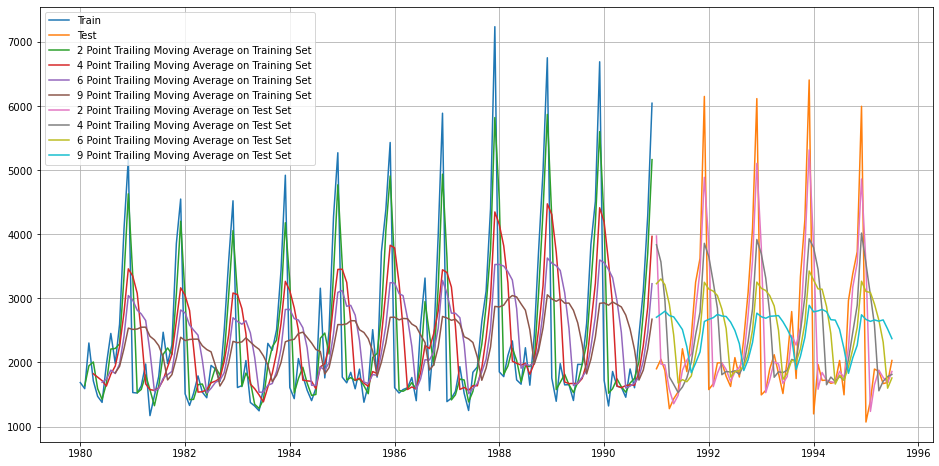 Train
Test
2 Point Trailing Moving Average on Training Set
4 Point Trailing Moving Average on Training Set
6 Point Trailing Moving Average on Training Set
9 Point Trailing Moving Average on Training Set
2 Point Trailing Moving Average on Test Set
4 Point Trailing Moving Average on Test Set
6 Point Trailing Moving Average on Test Set
9 Point Trailing Moving Average on Test Set
7000
6000
5000
4000
3000
2000
1000
1980 1982 1984 1986 1988 1990 1992 1994 1996